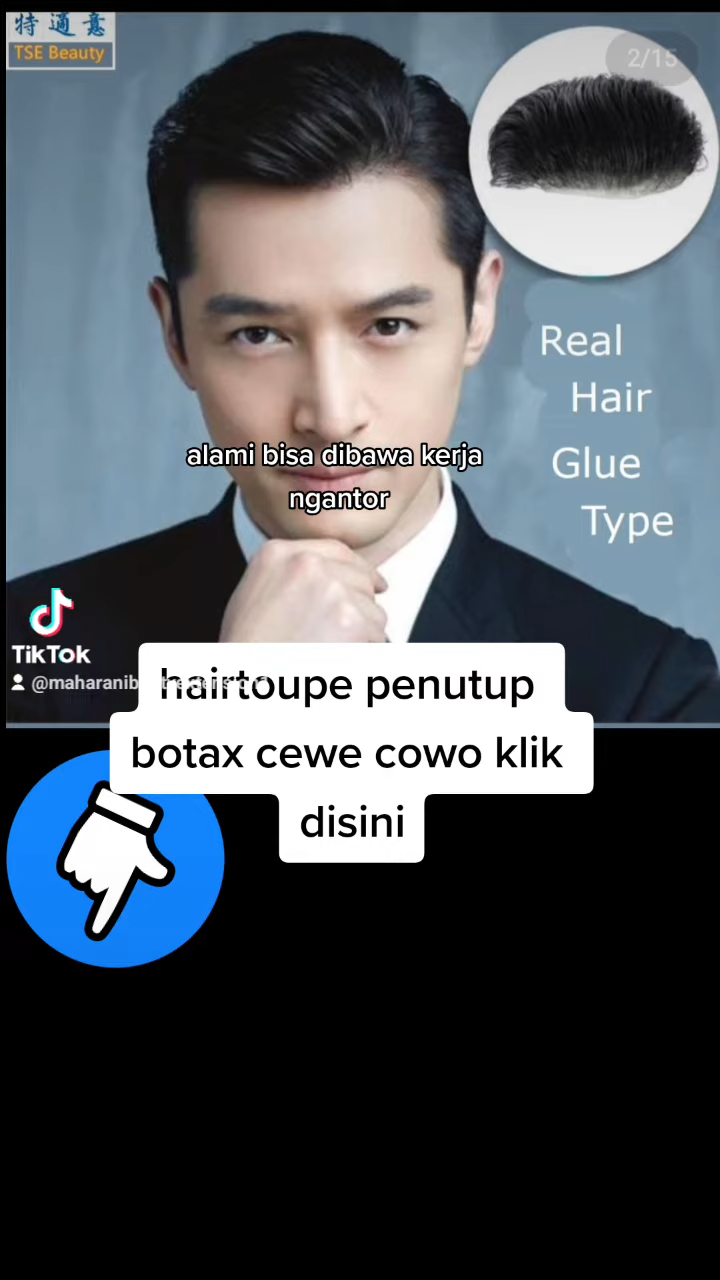 特通意
TSE Beauty
2/15
Real
Hair
Glue
Type
alami bisa dibawa kerja
ngantor
TikTok
hairtoupe penutup
botax cewe cowo klik
disini